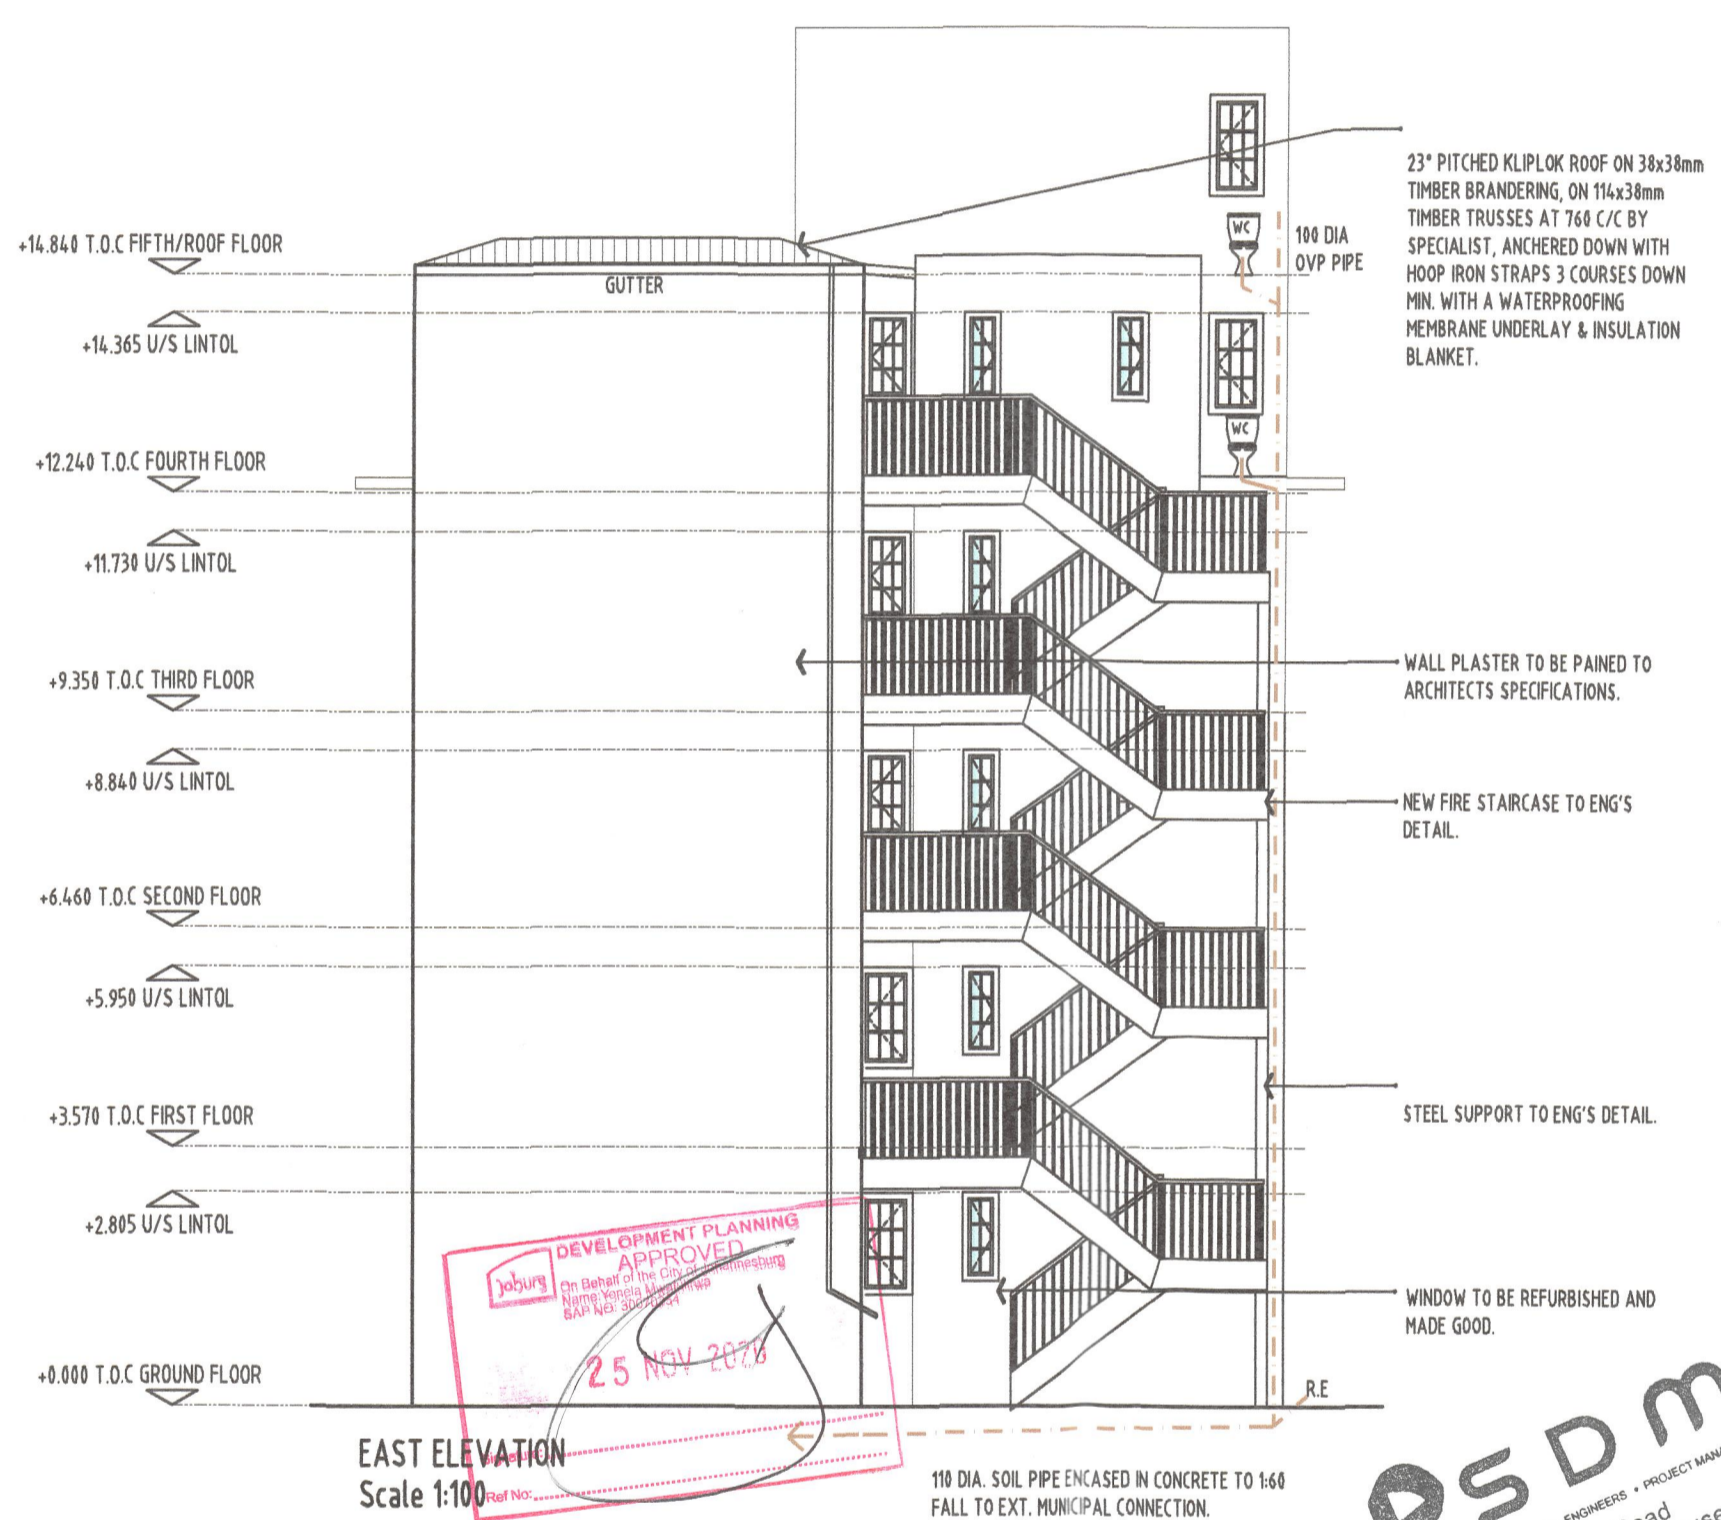 23° PITCHED KLIPLOK ROOF ON 38x38mm
TIMBER BRANDERING, ON 114x38mm
TIMBER TRUSSES AT 760 C/C BY
SPECIALIST, ANCHERED DOWN WITH
HOOP IRON STRAPS 3 COURSES DOWN
MIN. WITH A WATERPROOFING
MEMBRANE UNDERLAY & INSULATION
BLANKET.
WC
100 DIA
OVP PIPE
+14.840 T.O.C FIFTH/ROOF FLOOR
GUTTER
+14.365 U/S LINTOL
WC
+12.240 T.O.C FOURTH FLOOR
+11.730 U/S LINTOL
WALL PLASTER TO BE PAINED TO
ARCHITECTS SPECIFICATIONS.
+9.350 T.O.C THIRD FLOOR
+8.840 U/S LINTOL
NEW FIRE STAIRCASE TO ENG'S
DETAIL.
+6.460 T.O.C SECOND FLOOR
+5.950 U/S LINTOL
+3.570 T.O.C FIRST FLOOR
STEEL SUPPORT TO ENG'S DETAIL.
+2.805 U/S LINTOL
WINDOW TO BE REFURBISHED AND
MADE GOOD.
+0.000 T.O.C GROUND FLOOR
R.E
joburg
DEVELOPMENT PLANNING
APPROVED
On Behalf of the City of Johannesburg
Name: Yonela
SAP NO:
25 NOV 2020
Signature:
Ref No:
EAST ELEVATION
Scale 1:100
110 DIA. SOIL PIPE ENCASED IN CONCRETE TO 1:60
FALL TO EXT. MUNICIPAL CONNECTION.
SDM
ENGINEERS • PROJECT